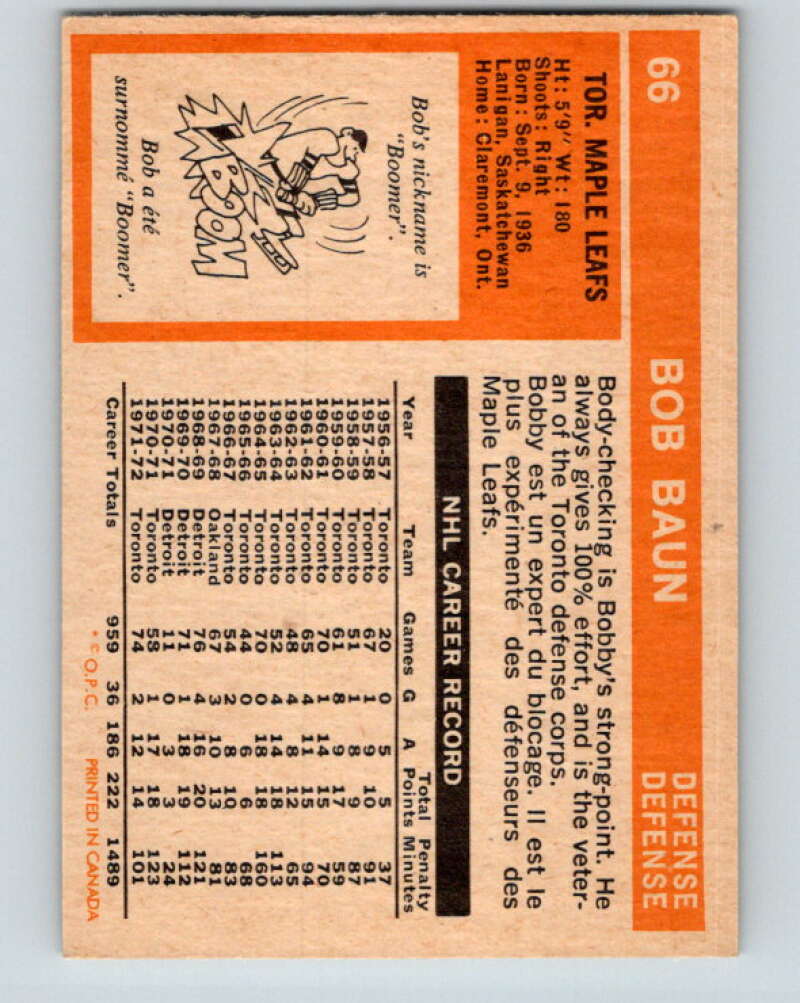 66 BOB BAUN DEFENSE
DEFENSE
TOR. MAPLE LEAFS
Ht: 5'9" Wt: 180
Shoots: Right
Born: Sept. 9, 1936
Lanigan, Saskatchewan
Home: Claremont, Ont.
Bob's nickname is
"Boomer".
BOOM
Bob a été
surnommé "Boomer".
Body-checking is Bobby's strong-point. He
always gives 100% effort, and is the veter-
an of the Toronto defense corps.
Bobby est un expert du blocage. Il est le
plus expérimenté des défenseurs des
Maple Leafs.
NHL CAREER RECORD
Total Penalty
Year Team Games G A Points Minutes
1956-57 Toronto 20 0 5 5 37
1957-58 Toronto 67 1 9 10 91
1958-59 Toronto 51 1 8 9 87
1959-60 Toronto 61 8 9 17 59
1960-61 Toronto 70 1 14 15 70
1961-62 Toronto 65 4 11 15 94
1962-63 Toronto 48 4 8 12 65
1963-64 Toronto 52 4 14 18 113
1964-65 Toronto 70 0 18 18 160
1965-66 Toronto 44 0 6 6 68
1966-67 Toronto 54 2 8 10 83
1967-68 Oakland 67 3 10 13 81
1968-69 Detroit 76 4 16 20 121
1969-70 Detroit 71 1 18 19 112
1970-71 Detroit 11 0 3 3 24
1970-71 Toronto 58 1 17 18 123
1971-72 Toronto 74 2 12 14 101
Career Totals 959 36 186 222 1489
* © O.P.C. PRINTED IN CANADA